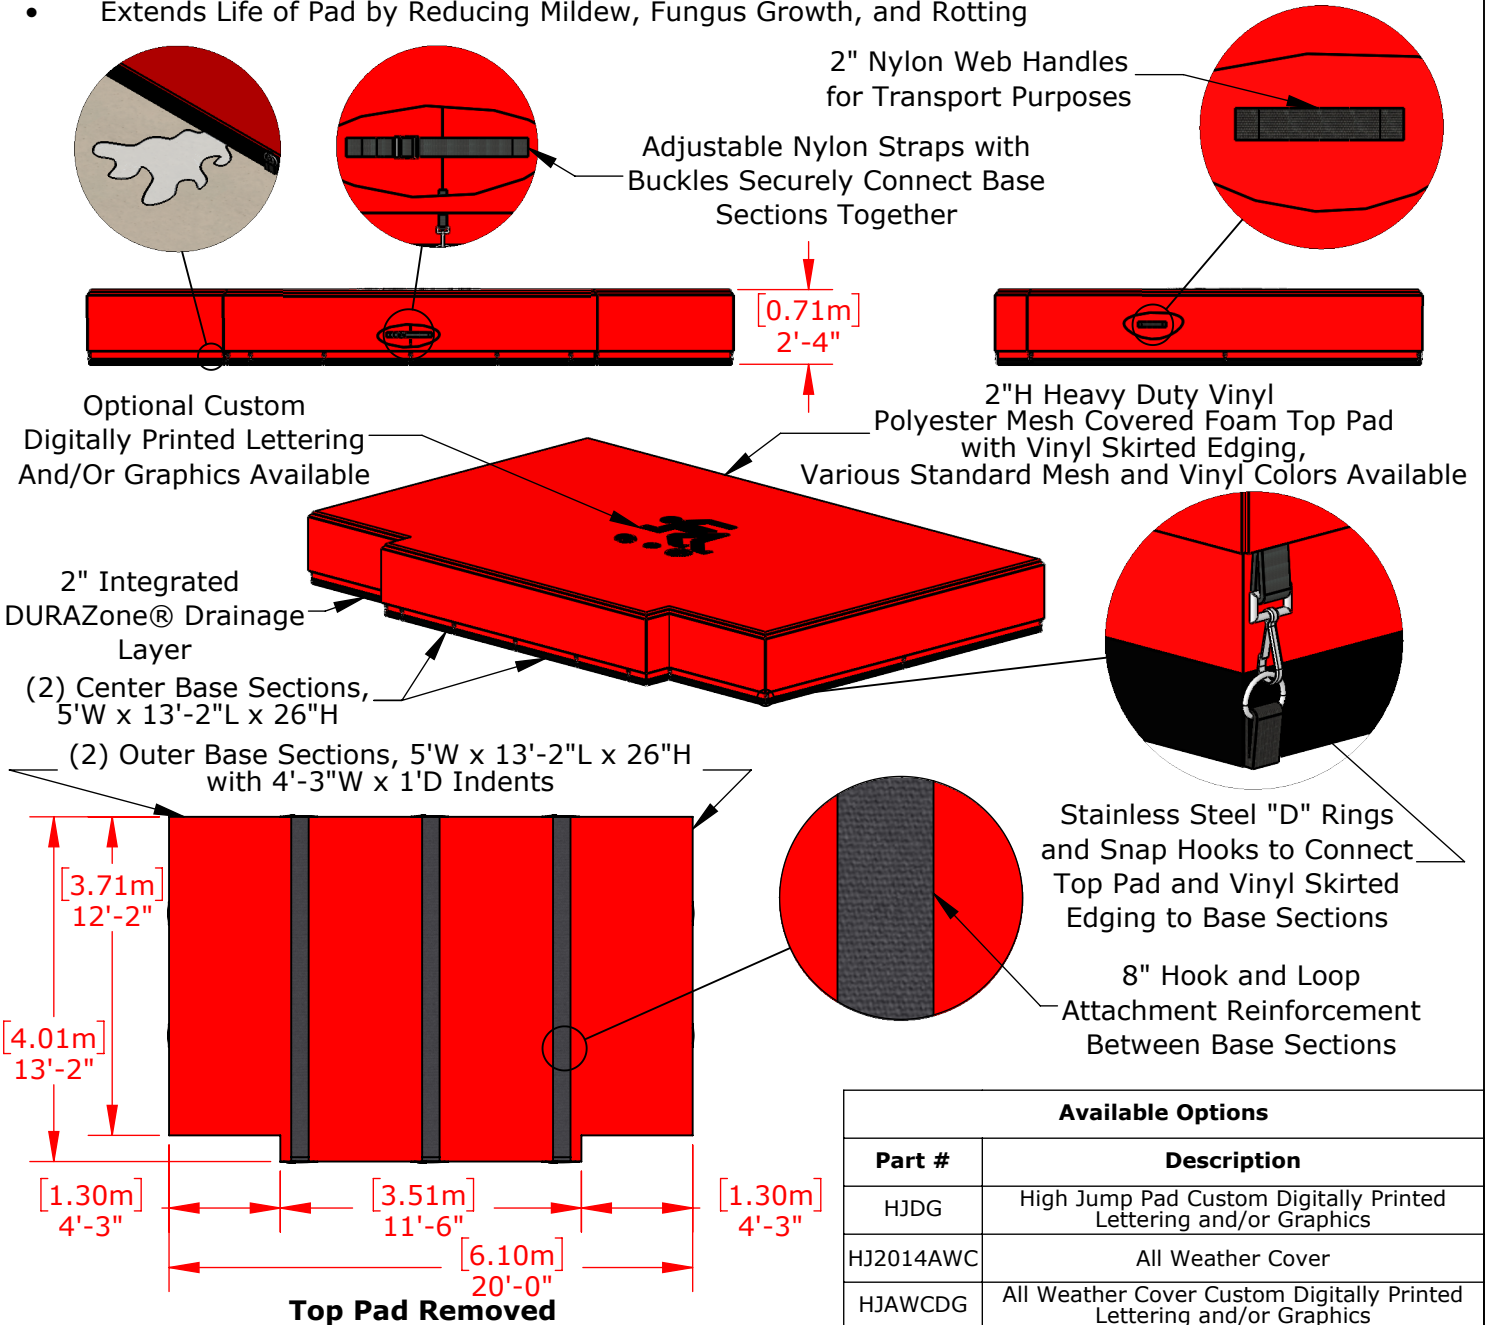 • Extends Life of Pad by Reducing Mildew, Fungus Growth, and Rotting
2" Nylon Web Handles
for Transport Purposes
Adjustable Nylon Straps with
Buckles Securely Connect Base
Sections Together
[0.71m]
2'-4"
Optional Custom
Digitally Printed Lettering
And/Or Graphics Available
2"H Heavy Duty Vinyl
Polyester Mesh Covered Foam Top Pad
with Vinyl Skirted Edging,
Various Standard Mesh and Vinyl Colors Available
2" Integrated
DURAZone® Drainage
Layer
(2) Center Base Sections,
5'W x 13'-2"L x 26"H
(2) Outer Base Sections, 5'W x 13'-2"L x 26"H
with 4'-3"W x 1'D Indents
Stainless Steel "D" Rings
and Snap Hooks to Connect
Top Pad and Vinyl Skirted
Edging to Base Sections
[3.71m]
12'-2"
[4.01m]
13'-2"
8" Hook and Loop
Attachment Reinforcement
Between Base Sections
[1.30m]
4'-3"
[3.51m]
11'-6"
[1.30m]
4'-3"
[6.10m]
20'-0"
Top Pad Removed
Available Options
Part # Description
HJDG High Jump Pad Custom Digitally Printed
Lettering and/or Graphics
HJ2014AWC All Weather Cover
HJAWCDG All Weather Cover Custom Digitally Printed
Lettering and/or Graphics